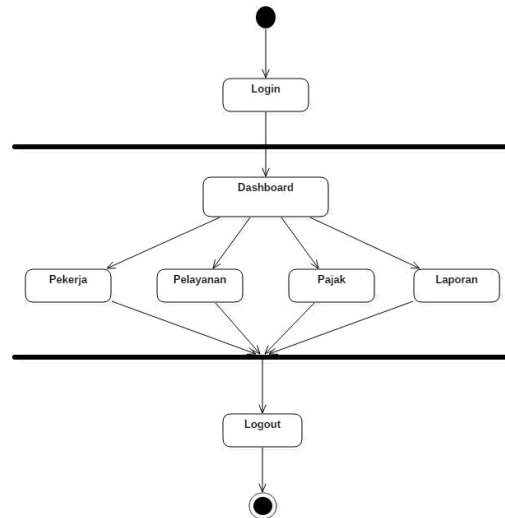 Login
Dashboard
Pekerja
Pelayanan
Pajak
Laporan
Logout